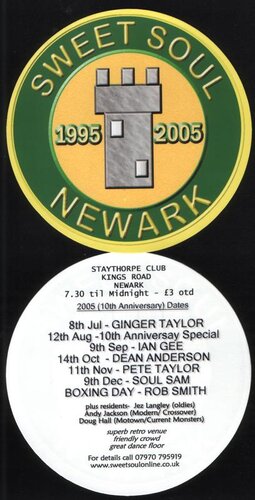 SWEET SOUL
1995 2005
NEWARK
STAYTHORPE CLUB
KINGS ROAD
NEWARK
7.30 til Midnight - £3 otd
2005 (10th Anniversary) Dates
8th Jul - GINGER TAYLOR
12th Aug -10th Anniversay Special
9th Sep - IAN GEE
14th Oct - DEAN ANDERSON
11th Nov - PETE TAYLOR
9th Dec - SOUL SAM
BOXING DAY - ROB SMITH
plus residents- Jez Langley (oldies)
Andy Jackson (Modern/ Crossover)
Doug Hall (Motown/Current Monsters)
superb retro venue
friendly crowd
great dance floor
For details call 07970 795919
www.sweetsoulonline.co.uk